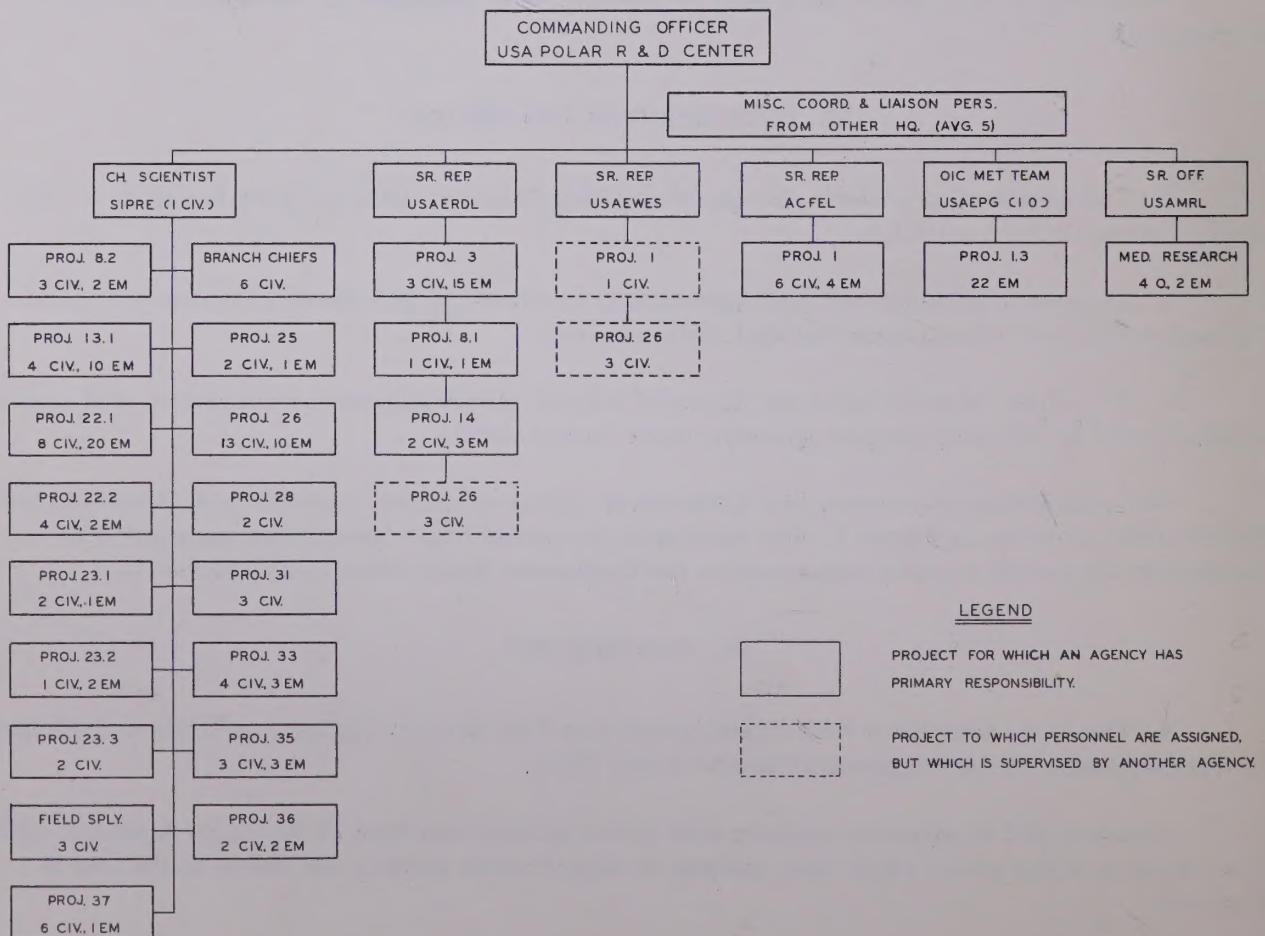 COMMANDING OFFICER
USA POLAR R & D CENTER
MISC. COORD. & LIAISON PERS.
FROM OTHER HQ. (AVG. 5)
CH. SCIENTIST
SIPRE (1 CIV.)
SR. REP.
USAERDL
SR. REP.
USAEWES
SR. REP.
ACFEL
OIC MET TEAM
USAEPG (1 O.)
SR. OFF.
USAMRL
PROJ. 8.2
3 CIV., 2 EM
BRANCH CHIEFS
6 CIV.
PROJ. 13.1
4 CIV., 10 EM
PROJ. 25
2 CIV., 1 EM
PROJ. 22.1
8 CIV., 20 EM
PROJ. 26
13 CIV., 10 EM
PROJ. 22.2
4 CIV., 2 EM
PROJ. 28
2 CIV.
PROJ. 23.1
2 CIV., 1 EM
PROJ. 31
3 CIV.
PROJ. 23.2
1 CIV., 2 EM
PROJ. 33
4 CIV., 3 EM
PROJ. 23.3
2 CIV.
PROJ. 35
3 CIV., 3 EM
FIELD SPLY.
3 CIV.
PROJ. 36
2 CIV., 2 EM
PROJ. 37
6 CIV., 1 EM
PROJ. 3
3 CIV., 15 EM
PROJ. 8.1
1 CIV., 1 EM
PROJ. 14
2 CIV., 3 EM
PROJ. 26
3 CIV.
PROJ. 1
1 CIV.
PROJ. 26
3 CIV.
PROJ. 1
6 CIV., 4 EM
PROJ. 1.3
22 EM
MED. RESEARCH
4 O., 2 EM
LEGEND
PROJECT FOR WHICH AN AGENCY HAS
PRIMARY RESPONSIBILITY.
PROJECT TO WHICH PERSONNEL ARE ASSIGNED,
BUT WHICH IS SUPERVISED BY ANOTHER AGENCY.